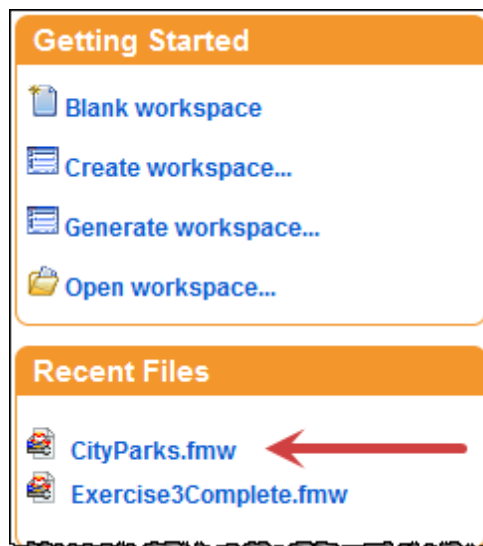 Getting Started
Blank workspace
Create workspace...
Generate workspace...
Open workspace...
Recent Files
CityParks.fmw
Exercise3Complete.fmw